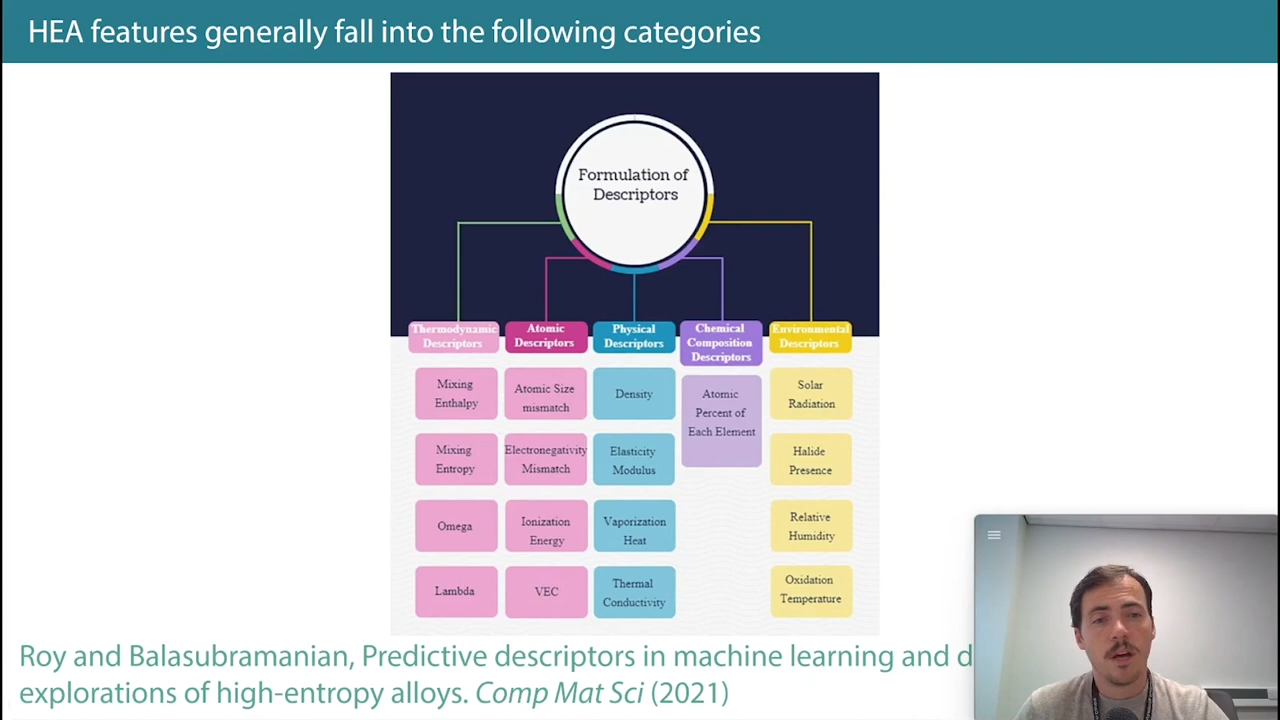 HEA features generally fall into the following categories
Formulation of
Descriptors
Thermodynamic
Descriptors
Mixing
Enthalpy
Mixing
Entropy
Omega
Lambda
Atomic
Descriptors
Atomic Size
mismatch
Electronegativity
Mismatch
Ionization
Energy
VEC
Physical
Descriptors
Density
Elasticity
Modulus
Vaporization
Heat
Thermal
Conductivity
Chemical
Composition
Descriptors
Atomic
Percent of
Each Element
Environmental
Descriptors
Solar
Radiation
Halide
Presence
Relative
Humidity
Oxidation
Temperature
Roy and Balasubramanian, Predictive descriptors in machine learning and d
explorations of high-entropy alloys. Comp Mat Sci (2021)